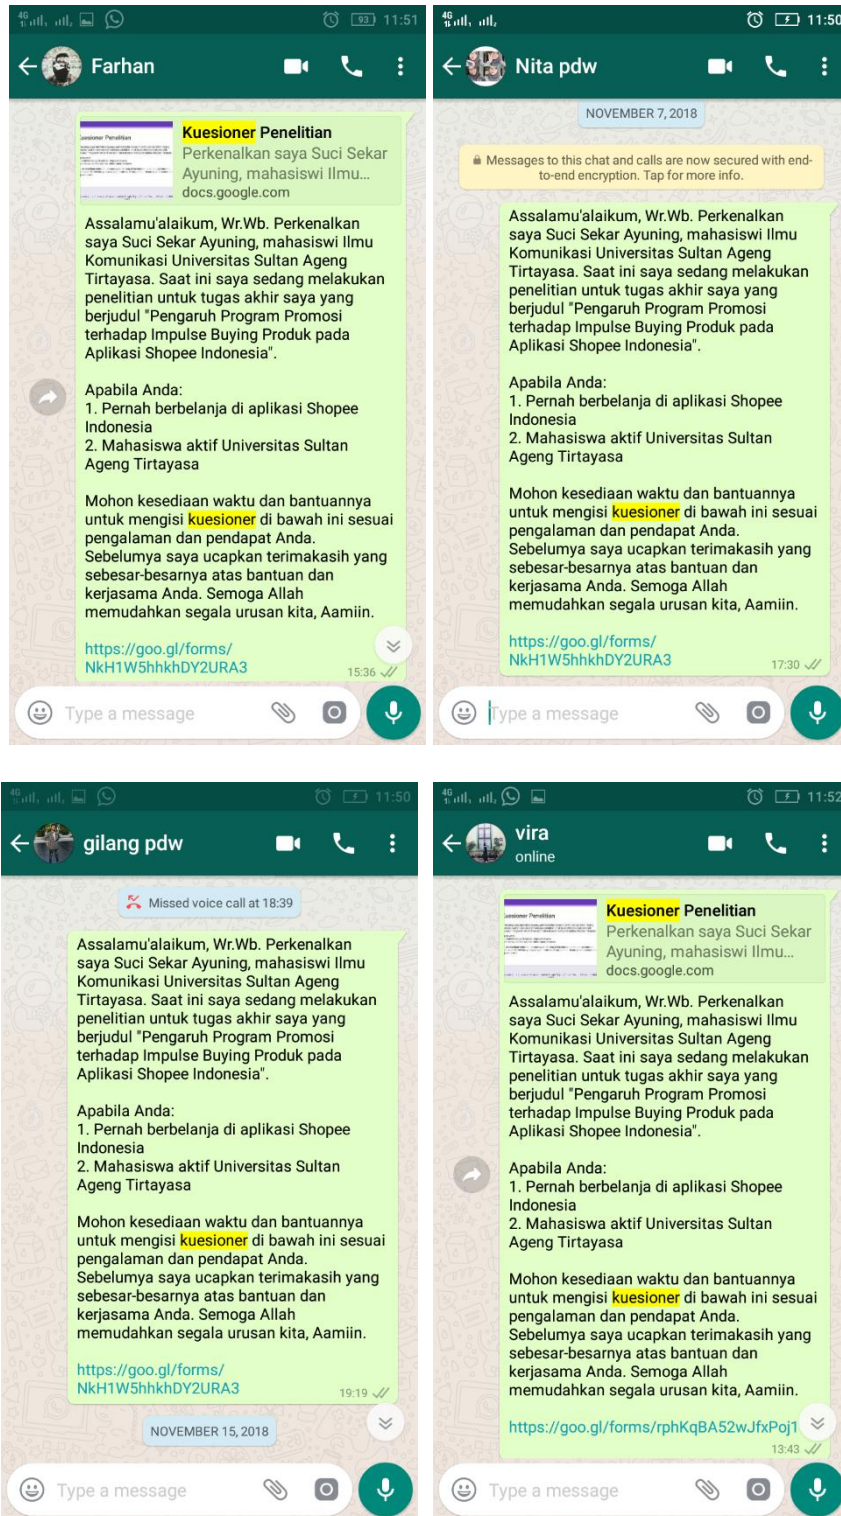 4G 93 11:51
Farhan
Kuesioner Penelitian
Perkenalkan saya Suci Sekar
Ayuning, mahasiswi Ilmu...
docs.google.com
Assalamu'alaikum, Wr.Wb. Perkenalkan
saya Suci Sekar Ayuning, mahasiswi Ilmu
Komunikasi Universitas Sultan Ageng
Tirtayasa. Saat ini saya sedang melakukan
penelitian untuk tugas akhir saya yang
berjudul "Pengaruh Program Promosi
terhadap Impulse Buying Produk pada
Aplikasi Shopee Indonesia".
Apabila Anda:
1. Pernah berbelanja di aplikasi Shopee
Indonesia
2. Mahasiswa aktif Universitas Sultan
Ageng Tirtayasa
Mohon kesediaan waktu dan bantuannya
untuk mengisi kuesioner di bawah ini sesuai
pengalaman dan pendapat Anda.
Sebelumya saya ucapkan terimakasih yang
sebesar-besarnya atas bantuan dan
kerjasama Anda. Semoga Allah
memudahkan segala urusan kita, Aamiin.
https://goo.gl/forms/
NkH1W5hhkhDY2URA3 15:36
Type a message
4G 11:50
Nita pdw
NOVEMBER 7, 2018
Messages to this chat and calls are now secured with end-
to-end encryption. Tap for more info.
Assalamu'alaikum, Wr.Wb. Perkenalkan
saya Suci Sekar Ayuning, mahasiswi Ilmu
Komunikasi Universitas Sultan Ageng
Tirtayasa. Saat ini saya sedang melakukan
penelitian untuk tugas akhir saya yang
berjudul "Pengaruh Program Promosi
terhadap Impulse Buying Produk pada
Aplikasi Shopee Indonesia".
Apabila Anda:
1. Pernah berbelanja di aplikasi Shopee
Indonesia
2. Mahasiswa aktif Universitas Sultan
Ageng Tirtayasa
Mohon kesediaan waktu dan bantuannya
untuk mengisi kuesioner di bawah ini sesuai
pengalaman dan pendapat Anda.
Sebelumya saya ucapkan terimakasih yang
sebesar-besarnya atas bantuan dan
kerjasama Anda. Semoga Allah
memudahkan segala urusan kita, Aamiin.
https://goo.gl/forms/
NkH1W5hhkhDY2URA3 17:30
Type a message
4G 11:50
gilang pdw
Missed voice call at 18:39
Assalamu'alaikum, Wr.Wb. Perkenalkan
saya Suci Sekar Ayuning, mahasiswi Ilmu
Komunikasi Universitas Sultan Ageng
Tirtayasa. Saat ini saya sedang melakukan
penelitian untuk tugas akhir saya yang
berjudul "Pengaruh Program Promosi
terhadap Impulse Buying Produk pada
Aplikasi Shopee Indonesia".
Apabila Anda:
1. Pernah berbelanja di aplikasi Shopee
Indonesia
2. Mahasiswa aktif Universitas Sultan
Ageng Tirtayasa
Mohon kesediaan waktu dan bantuannya
untuk mengisi kuesioner di bawah ini sesuai
pengalaman dan pendapat Anda.
Sebelumya saya ucapkan terimakasih yang
sebesar-besarnya atas bantuan dan
kerjasama Anda. Semoga Allah
memudahkan segala urusan kita, Aamiin.
https://goo.gl/forms/
NkH1W5hhkhDY2URA3 19:19
NOVEMBER 15, 2018
Type a message
4G 11:52
vira
online
Kuesioner Penelitian
Perkenalkan saya Suci Sekar
Ayuning, mahasiswi Ilmu...
docs.google.com
Assalamu'alaikum, Wr.Wb. Perkenalkan
saya Suci Sekar Ayuning, mahasiswi Ilmu
Komunikasi Universitas Sultan Ageng
Tirtayasa. Saat ini saya sedang melakukan
penelitian untuk tugas akhir saya yang
berjudul "Pengaruh Program Promosi
terhadap Impulse Buying Produk pada
Aplikasi Shopee Indonesia".
Apabila Anda:
1. Pernah berbelanja di aplikasi Shopee
Indonesia
2. Mahasiswa aktif Universitas Sultan
Ageng Tirtayasa
Mohon kesediaan waktu dan bantuannya
untuk mengisi kuesioner di bawah ini sesuai
pengalaman dan pendapat Anda.
Sebelumya saya ucapkan terimakasih yang
sebesar-besarnya atas bantuan dan
kerjasama Anda. Semoga Allah
memudahkan segala urusan kita, Aamiin.
https://goo.gl/forms/rphKqBA52wJfxPoj1
13:43
Type a message